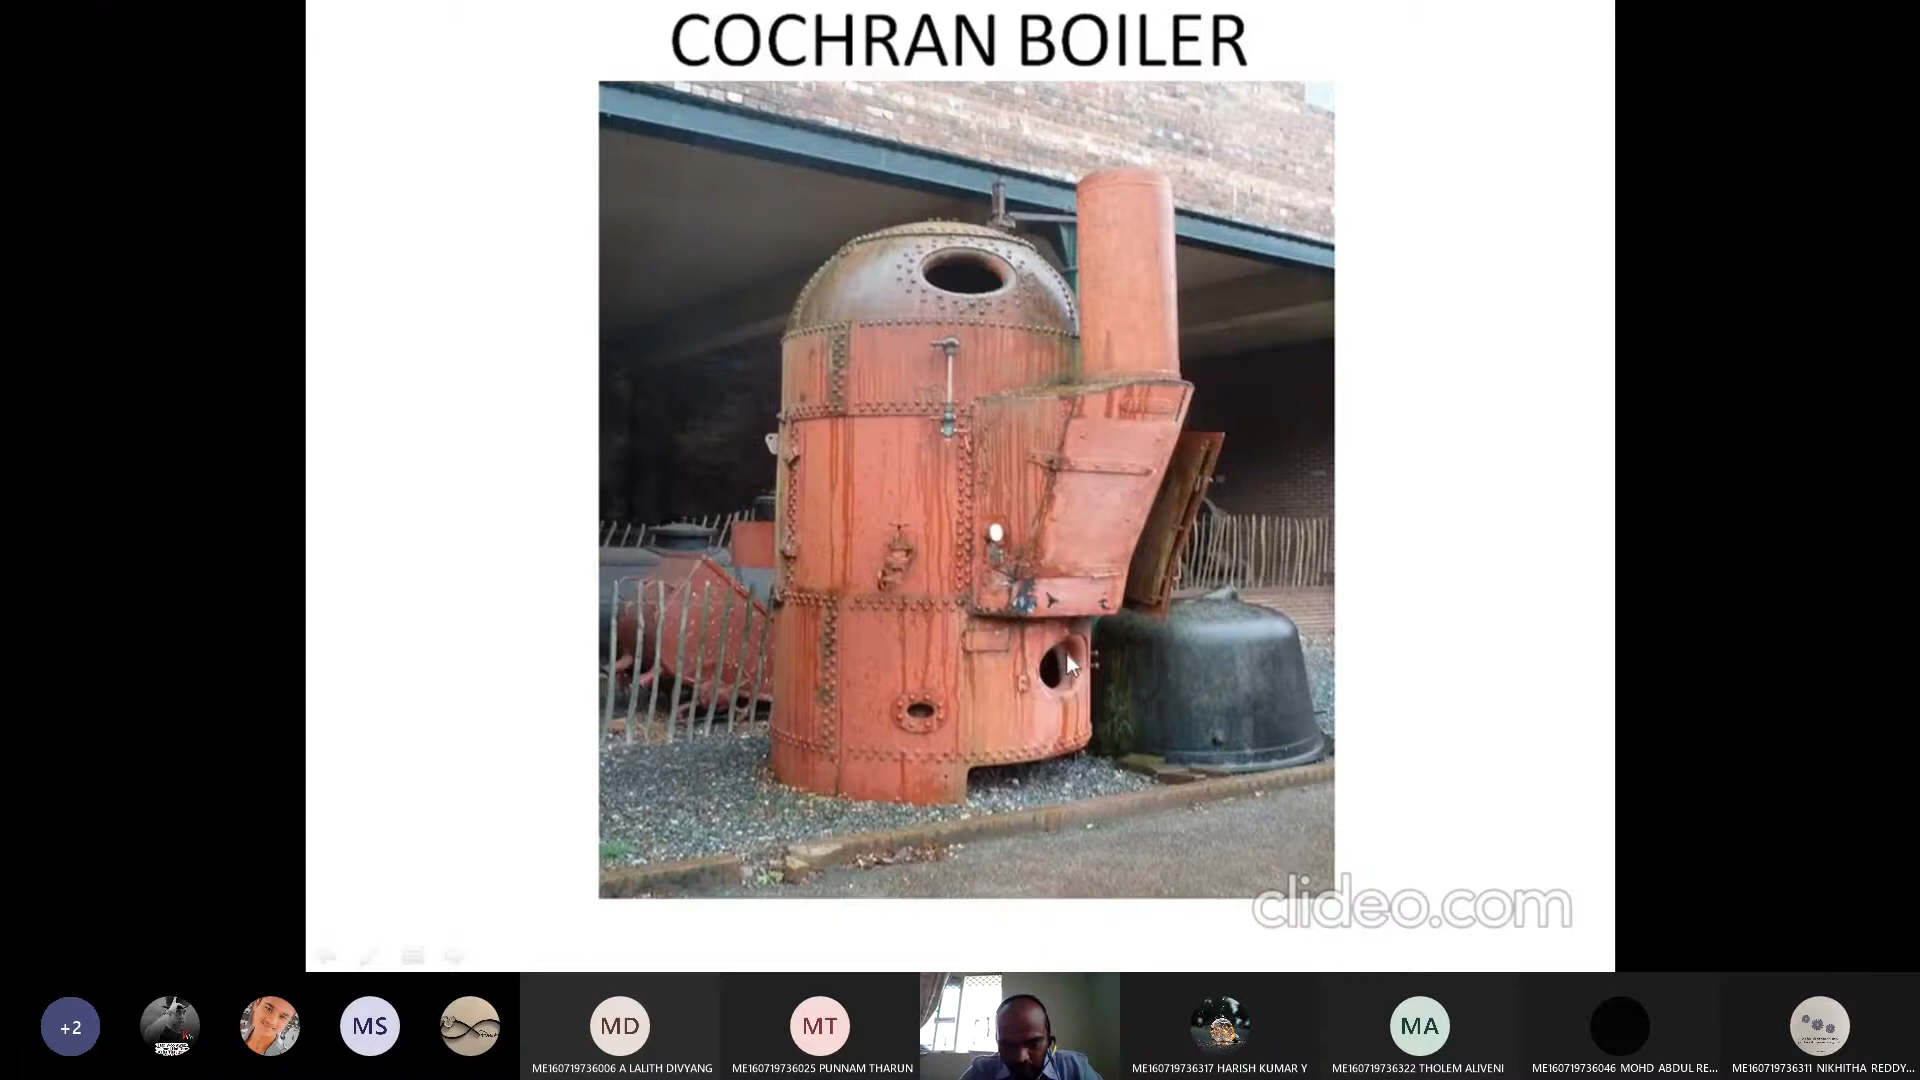 COCHRAN BOILER
clideo.com
+2
MS
MD
MT
MA
ME160719736006 A LALITH DIVYANG
ME160719736025 PUNNAM THARUN
ME160719736317 HARISH KUMAR Y
ME160719736322 THOLEM ALIVENI
ME160719736046 MOHD ABDUL RE...
ME160719736311 NIKHITHA REDDY...